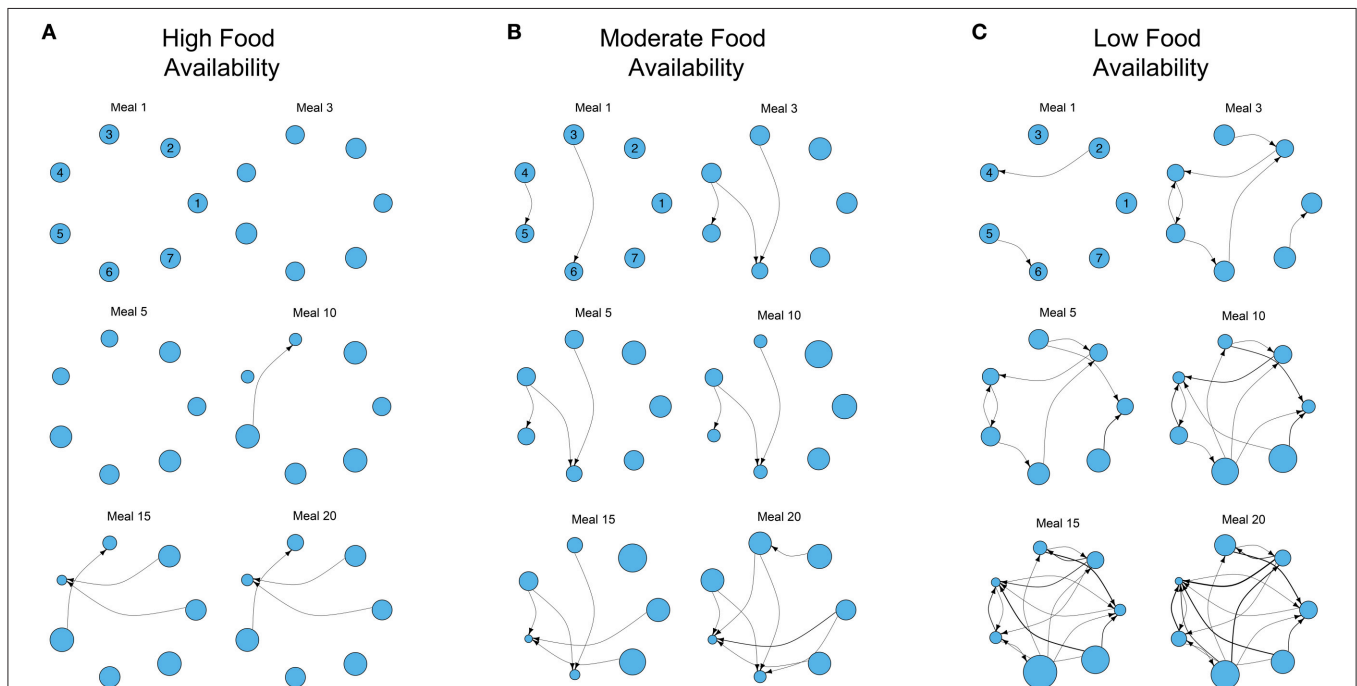 A
High Food
Availability
Meal 1
Meal 3
3
2
4
1
5
7
6
Meal 5
Meal 10
Meal 15
Meal 20
B
Moderate Food
Availability
Meal 1
Meal 3
3
2
4
1
5
7
6
Meal 5
Meal 10
Meal 15
Meal 20
C
Low Food
Availability
Meal 1
Meal 3
3
2
4
1
5
7
6
Meal 5
Meal 10
Meal 15
Meal 20